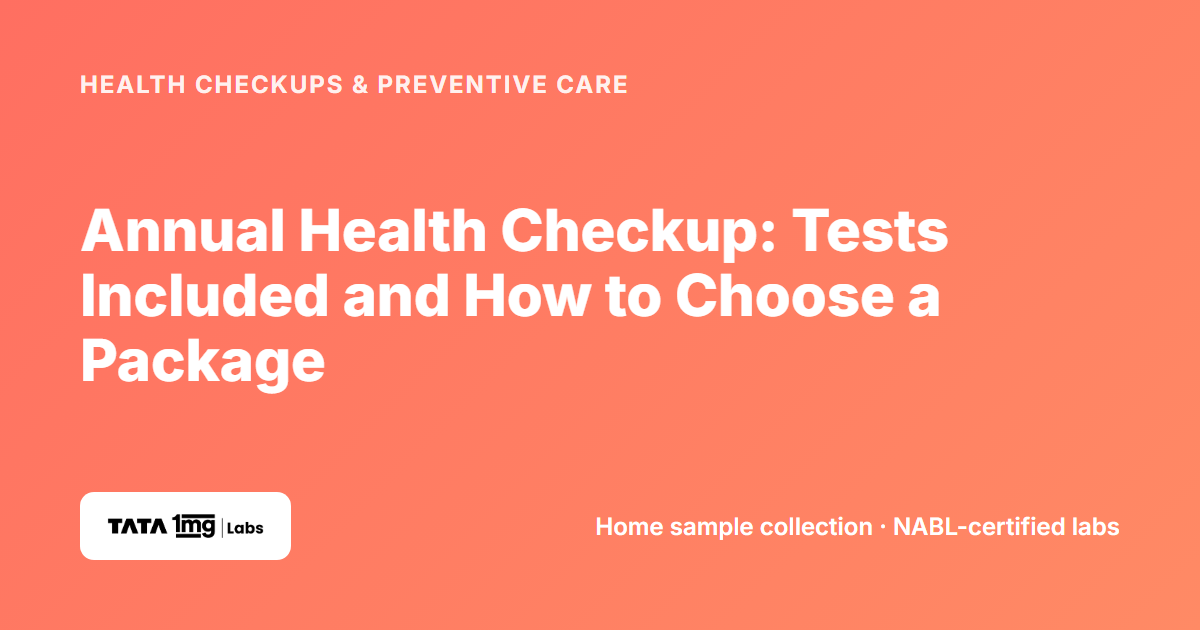 HEALTH CHECKUPS & PREVENTIVE CARE
Annual Health Checkup: Tests
Included and How to Choose a
Package
TATA 1mg Labs
Home sample collection · NABL-certified labs